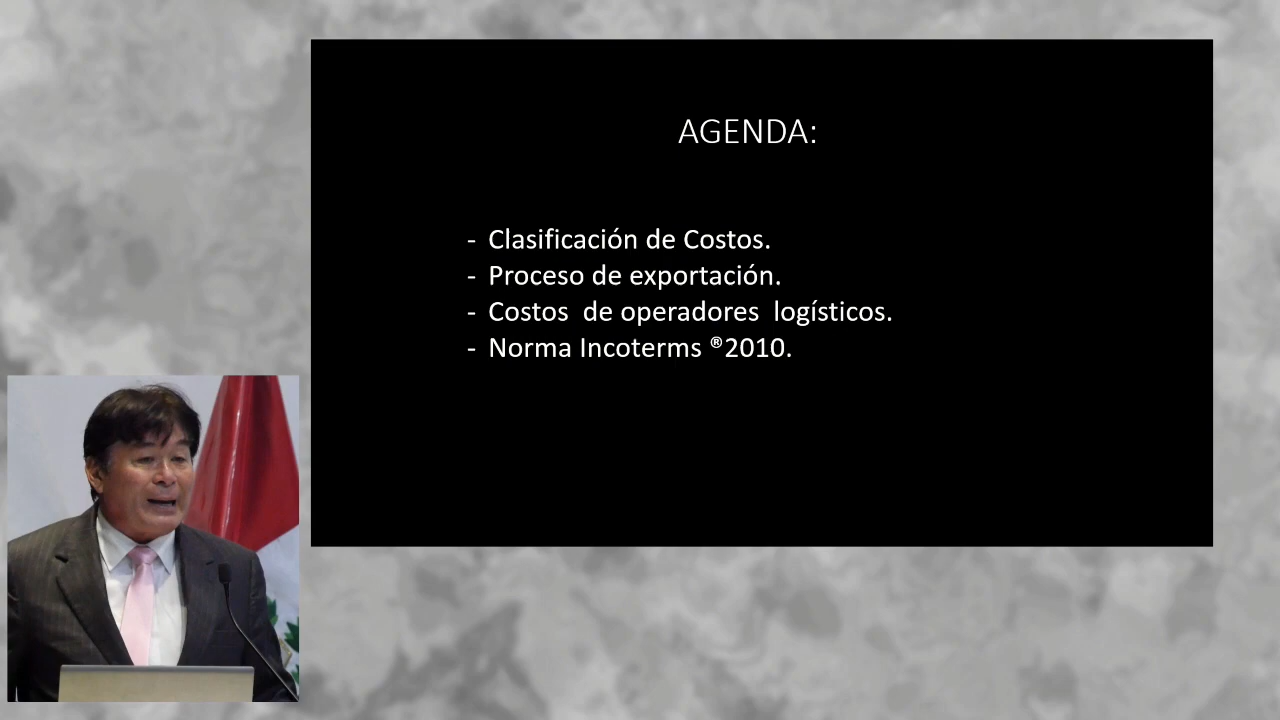 AGENDA:
- Clasificación de Costos.
- Proceso de exportación.
- Costos  de operadores  logísticos.
- Norma Incoterms ®2010.